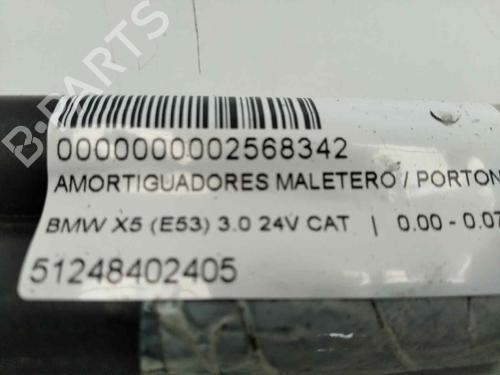 0000000002568342
AMORTIGUADORES MALETERO / PORTON
BMW X5 (E53) 3.0 24V CAT | 0.00 - 0.07
51248402405
B-PARTS